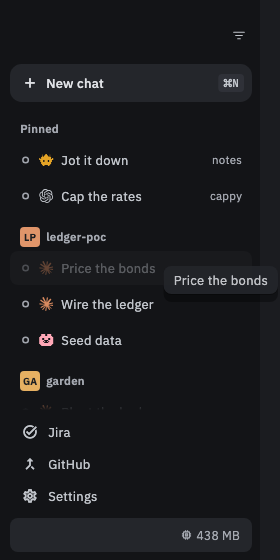 New chat ⌘N
Pinned
Jot it down notes
Cap the rates cappy
LP ledger-poc
Price the bonds
Price the bonds
Wire the ledger
Seed data
GA garden
Jira
GitHub
Settings
438 MB